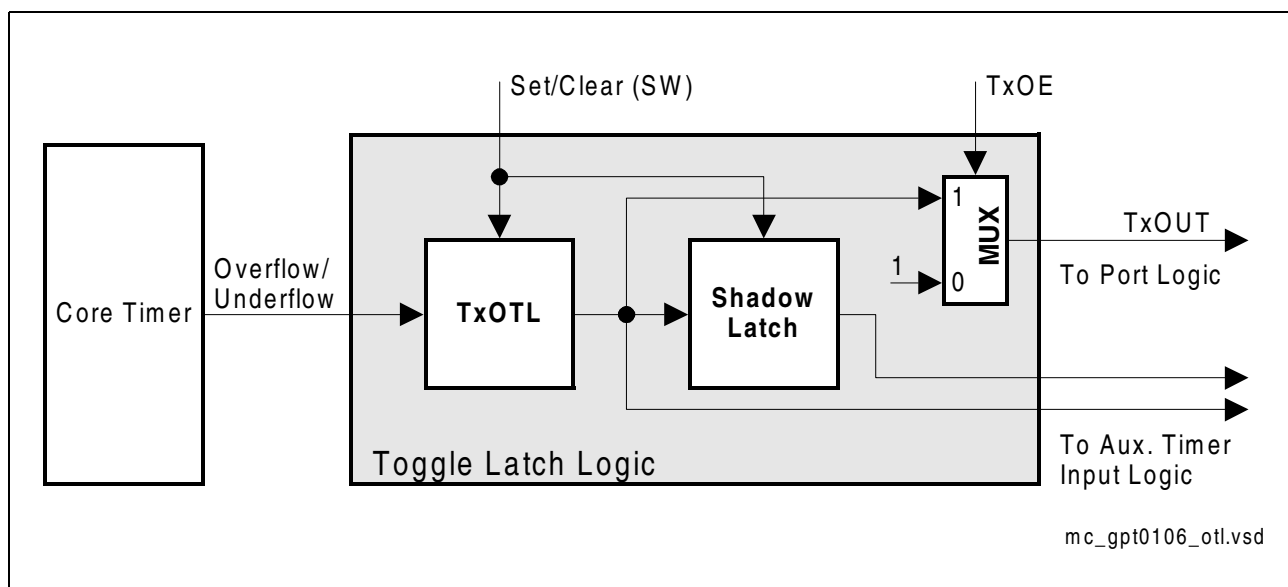 Set/Clear (SW)
TxOE
Core Timer
Overflow/
Underflow
TxOTL
Shadow
Latch
1
1
0
MUX
TxOUT
To Port Logic
To Aux. Timer
Input Logic
Toggle Latch Logic
mc_gpt0106_otl.vsd